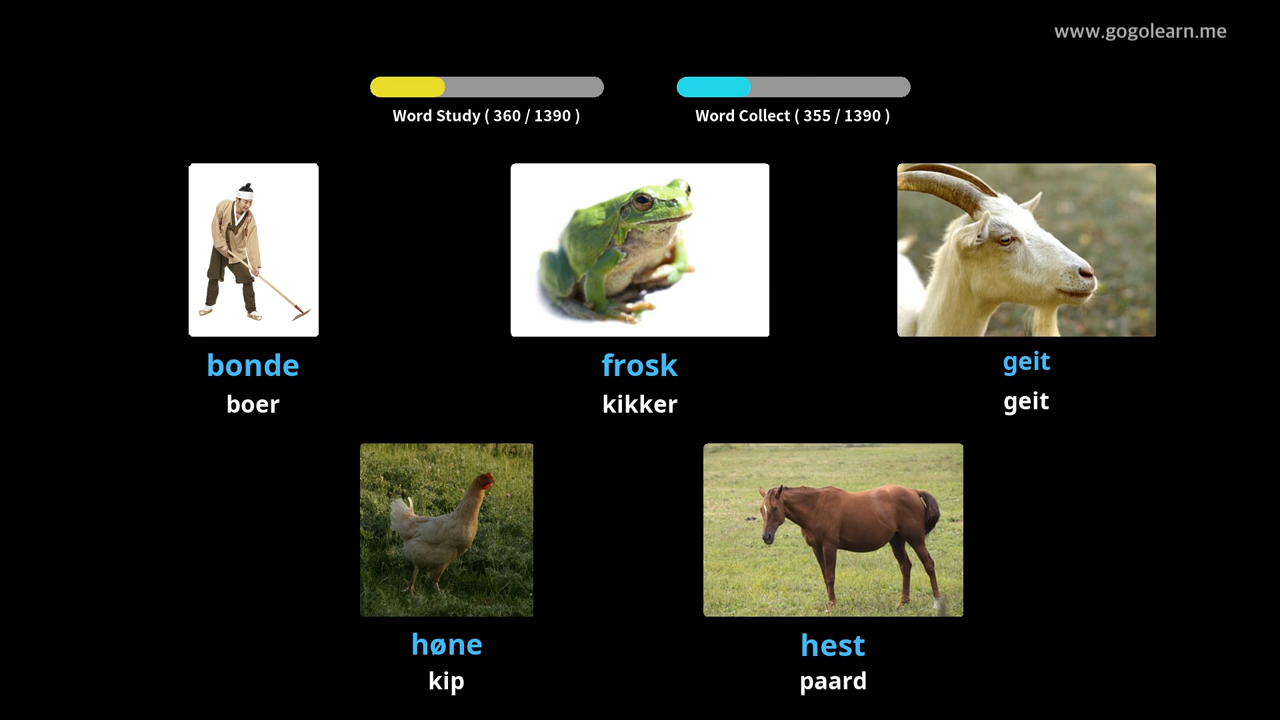 www.gogolearn.me
Word Study ( 360 / 1390 )
Word Collect ( 355 / 1390 )
bonde
boer
frosk
kikker
geit
geit
høne
kip
hest
paard